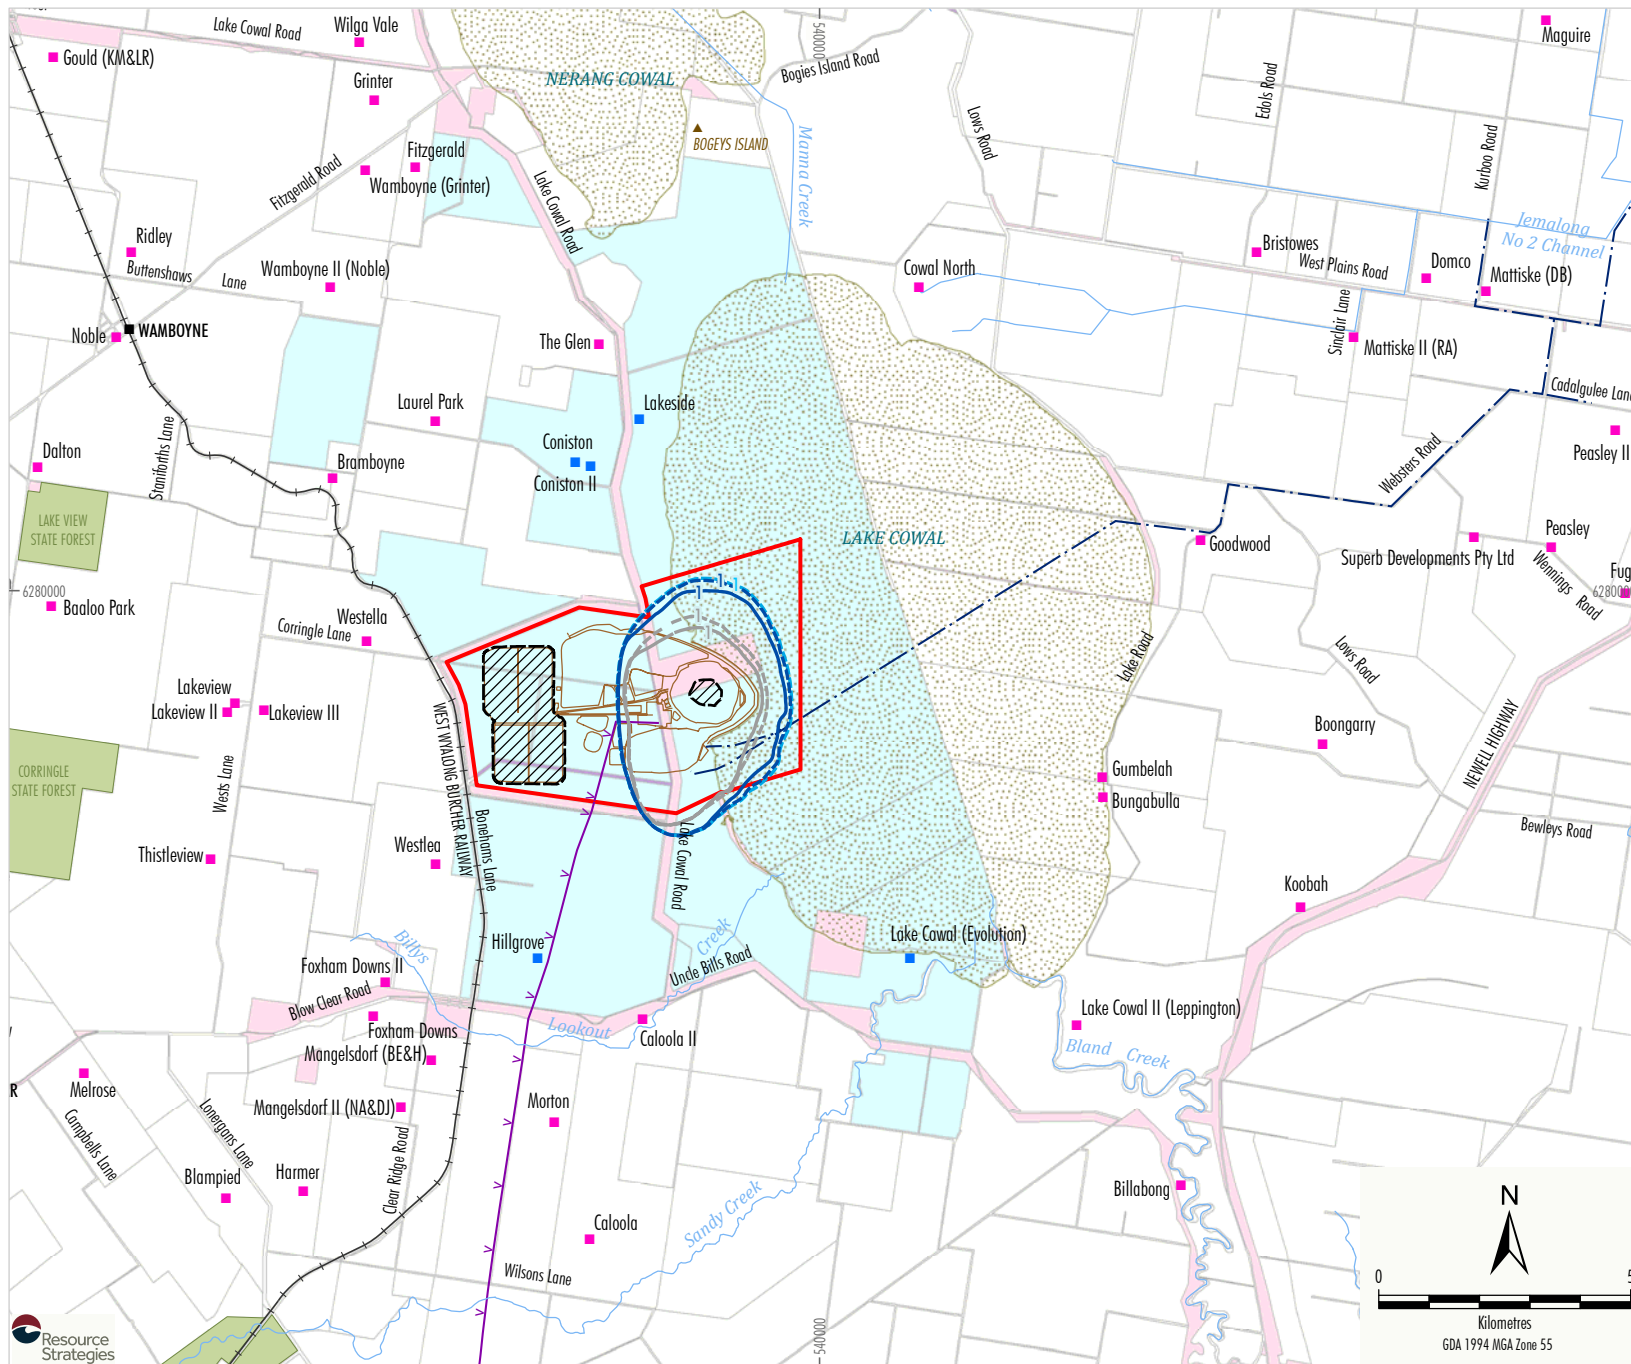 Lake Cowal Road
Wilga Vale
Gould (KM&LR)
Grinter
NERANG COWAL
540000
Bogies Island Road
Maguire
Edols Road
Lows Road
Kurboo Road
BOGEYS ISLAND
Manna Creek
Fitzgerald
Wamboyne (Grinter)
Fitzgerald Road
Lake Cowal Road
Ridley
Buttenshaws
Lane
Wamboyne II (Noble)
Cowal North
Bristowes
West Plains Road
Jemalong
No 2 Channel
Domco
Mattiske (DB)
Noble
WAMBOYNE
The Glen
Sinclair Lane
Mattiske II (RA)
Cadalgulee Lane
Laurel Park
Lakeside
Coniston
Coniston II
Staniforths Lane
Dalton
Bramboyne
Websters Road
Peasley II
LAKE VIEW
STATE FOREST
LAKE COWAL
Goodwood
Superb Developments Pty Ltd
Peasley
Wennings Road
Fug
6280000
6280000
Baaloo Park
Westella
Corringle Lane
1
1
1
1
Lake Road
Lows Road
Lakeview
Lakeview II
Lakeview III
WEST WYALONG BURCHER RAILWAY
Boongarry
NEWELL HIGHWAY
CORRINGLE
STATE FOREST
Wests Lane
Gumbelah
Bungabulla
Bonehams Lane
Lake Cowal Road
Bewleys Road
Thistleview
Westlea
Koobah
Billys
Hillgrove
Creek
Uncle Bills Road
Lake Cowal (Evolution)
Foxham Downs II
Blow Clear Road
Foxham Downs
Lookout
Caloola II
Lake Cowal II (Leppington)
Bland Creek
Mangelsdorf (BE&H)
R
Melrose
Mangelsdorf II (NA&DJ)
Morton
Campbells Lane
Lonergans Lane
Clear Ridge Road
Blampied
Harmer
Billabong
Caloola
Sandy Creek
Wilsons Lane
N
0
5
Kilometres
GDA 1994 MGA Zone 55
540000
Resource
Strategies